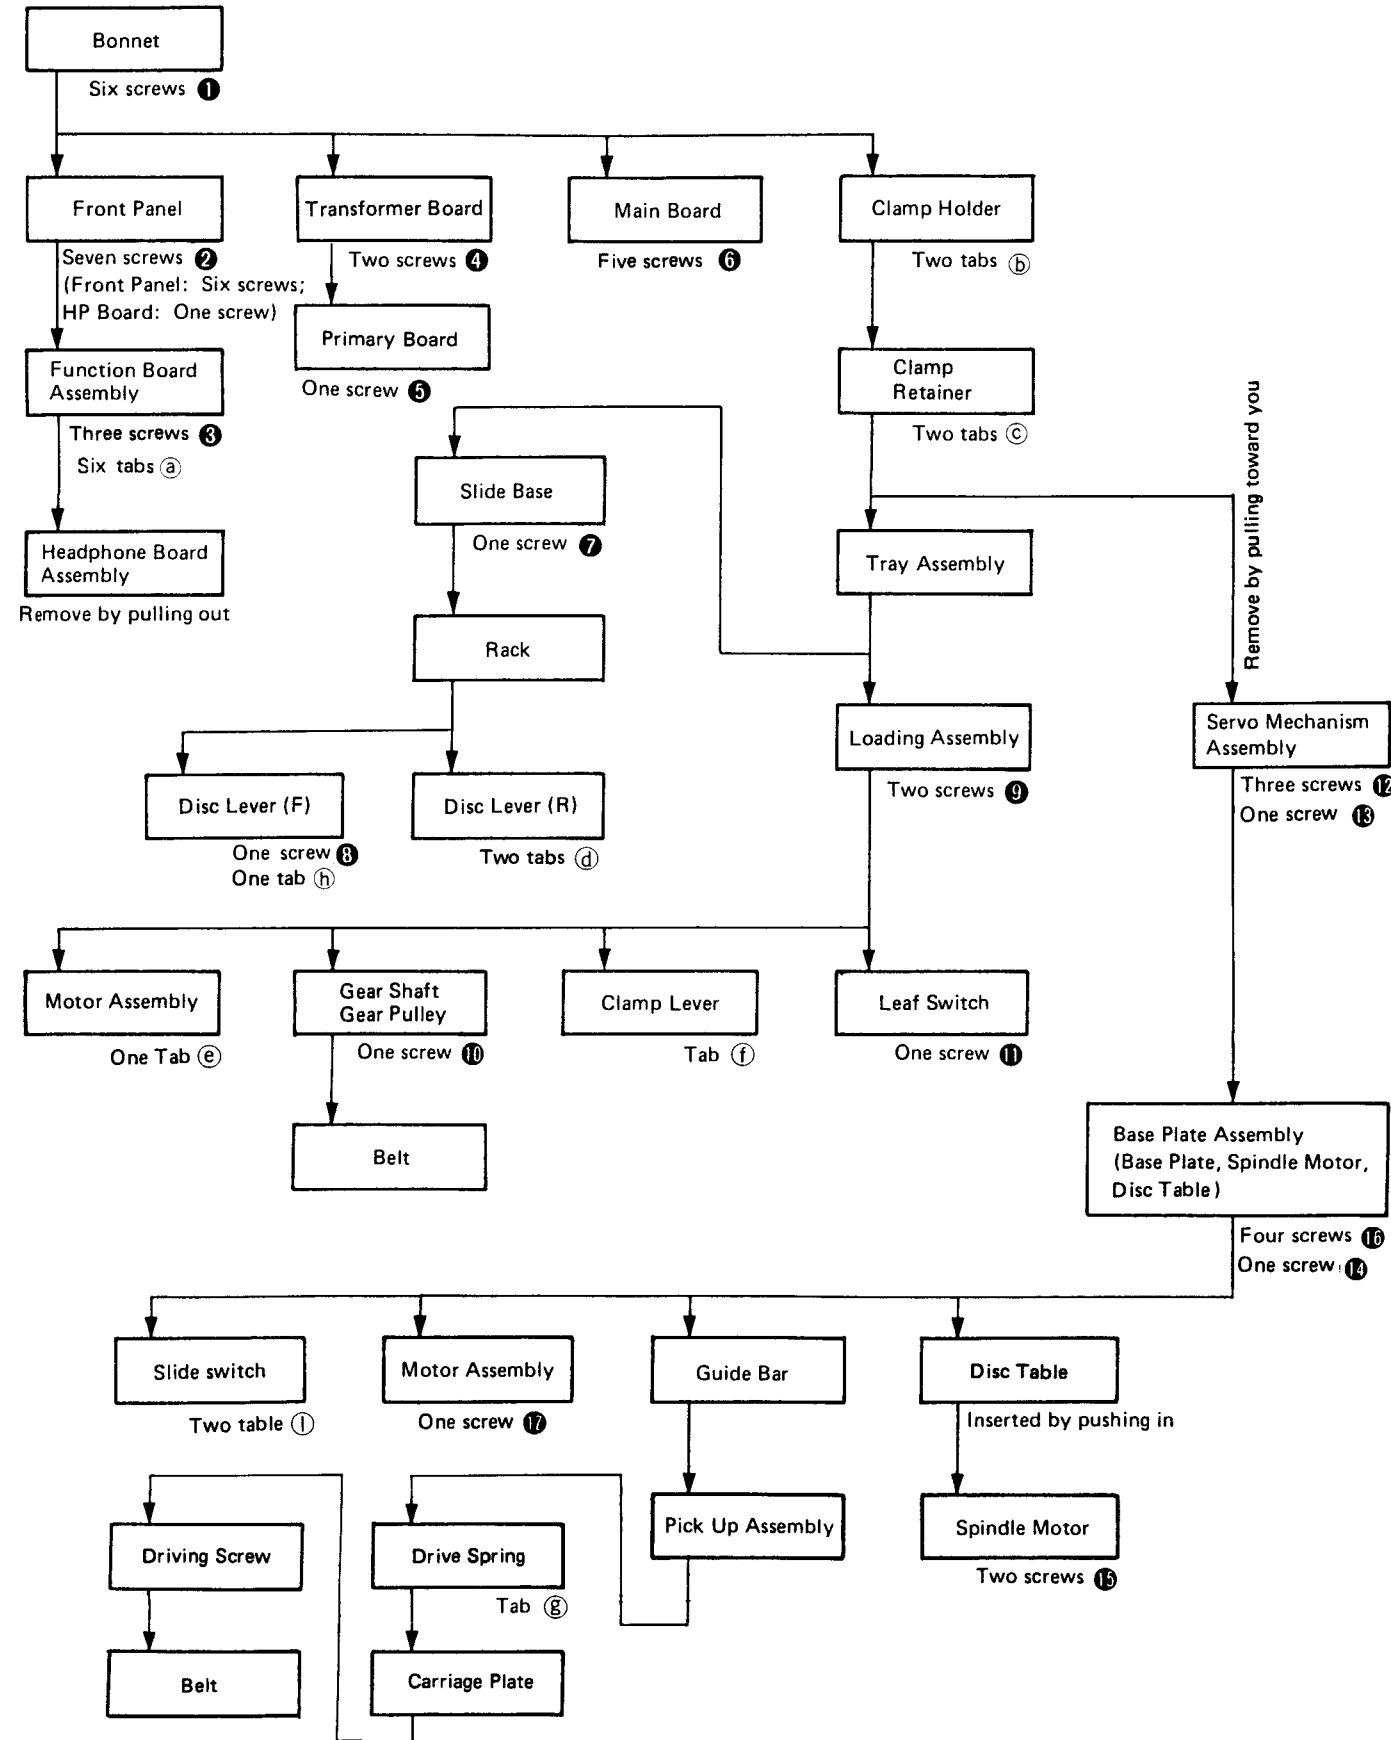 Bonnet
Six screws ❶
Front Panel
Transformer Board
Main Board
Clamp Holder
Seven screws ❷
(Front Panel: Six screws;
HP Board: One screw)
Two screws ❹
Five screws ❻
Two tabs ⓑ
Primary Board
One screw ❺
Function Board
Assembly
Three screws ❸
Six tabs ⓐ
Clamp
Retainer
Two tabs ⓒ
Remove by pulling toward you
Slide Base
One screw ❼
Headphone Board
Assembly
Remove by pulling out
Tray Assembly
Rack
Loading Assembly
Two screws ❾
Servo Mechanism
Assembly
Three screws ⓬
One screw ⓭
Disc Lever (F)
One screw ❽
One tab ⓗ
Disc Lever (R)
Two tabs ⓓ
Motor Assembly
One Tab ⓔ
Gear Shaft
Gear Pulley
One screw ❿
Clamp Lever
Tab ⓕ
Leaf Switch
One screw ⓫
Belt
Base Plate Assembly
(Base Plate, Spindle Motor,
Disc Table)
Four screws ⓰
One screw ⓮
Slide switch
Two table ⓛ
Motor Assembly
One screw ⓱
Guide Bar
Disc Table
Inserted by pushing in
Driving Screw
Drive Spring
Tab ⓖ
Pick Up Assembly
Spindle Motor
Two screws ⓯
Belt
Carriage Plate